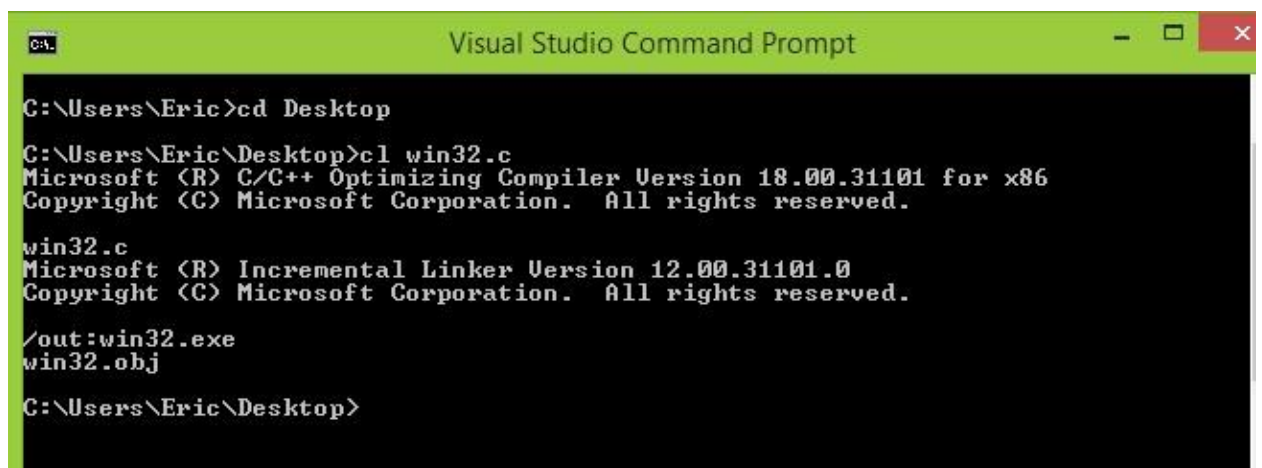 Visual Studio Command Prompt
C:\Users\Eric>cd Desktop
C:\Users\Eric\Desktop>cl win32.c
Microsoft (R) C/C++ Optimizing Compiler Version 18.00.31101 for x86
Copyright (C) Microsoft Corporation.  All rights reserved.
win32.c
Microsoft (R) Incremental Linker Version 12.00.31101.0
Copyright (C) Microsoft Corporation.  All rights reserved.
/out:win32.exe
win32.obj
C:\Users\Eric\Desktop>